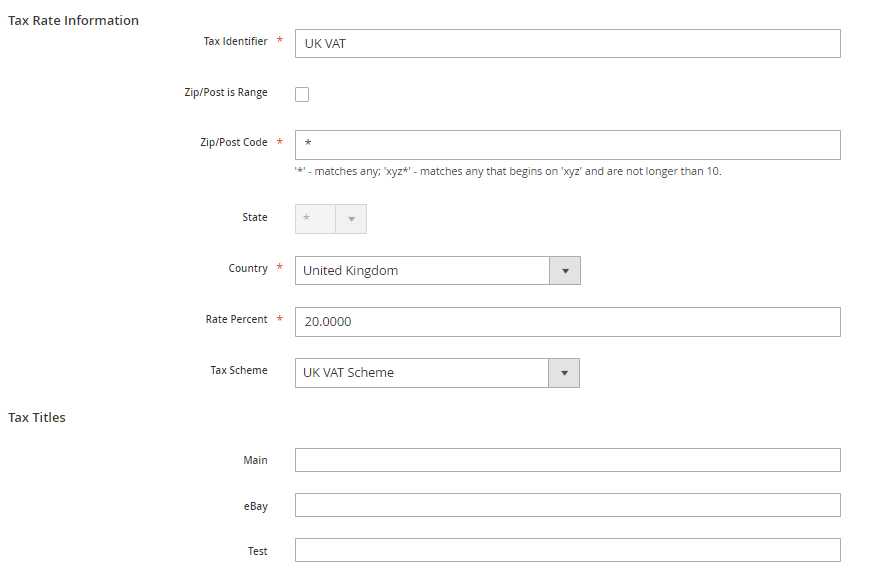 Tax Rate Information
Tax Identifier * UK VAT
Zip/Post is Range
Zip/Post Code * *
'*' - matches any; 'xyz*' - matches any that begins on 'xyz' and are not longer than 10.
State *
Country * United Kingdom
Rate Percent * 20.0000
Tax Scheme UK VAT Scheme
Tax Titles
Main
eBay
Test